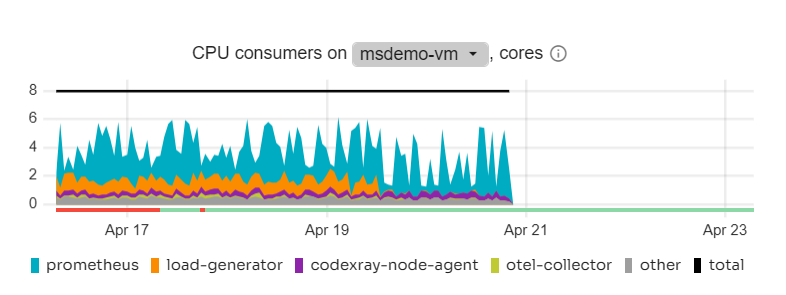 CPU consumers on msdemo-vm, cores
8
6
4
2
0
Apr 17 Apr 19 Apr 21 Apr 23
prometheus load-generator codexray-node-agent otel-collector other total